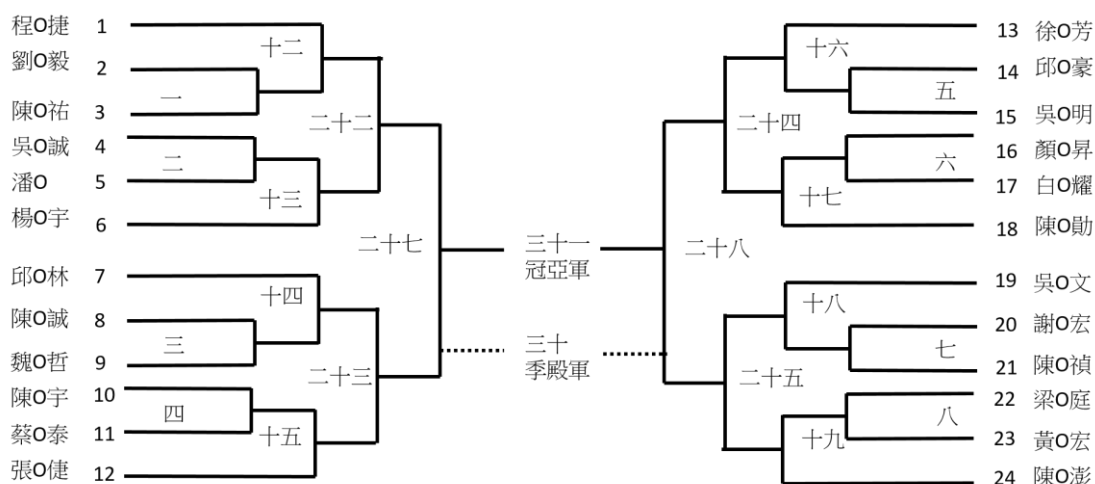 程O捷 1
十二
劉O毅 2
一
陳O祐 3
二十二
吳O誠 4
二
潘O 5
十三
楊O宇 6
二十七
邱O林 7
十四
陳O誠 8
三
魏O哲 9
二十三
陳O宇 10
四
蔡O泰 11
十五
張O倢 12
三十一
冠亞軍
三十
季殿軍
13 徐O芳
十六
14 邱O豪
五
15 吳O明
二十四
16 顏O昇
六
17 白O耀
十七
18 陳O勛
二十八
19 吳O文
十八
20 謝O宏
七
21 陳O禎
二十五
22 梁O庭
八
23 黃O宏
十九
24 陳O澎